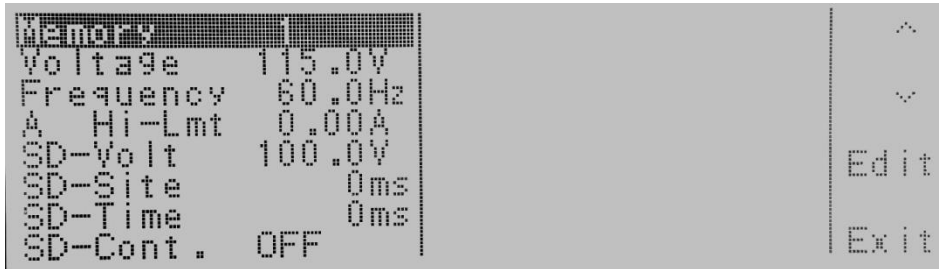 Memory 1
Voltage 115.0V
Frequency 60.0Hz
A Hi-Lmt 0.00A
SD-Volt 100.0V
SD-Site 0ms
SD-Time 0ms
SD-Cont. OFF
Edit
Exit